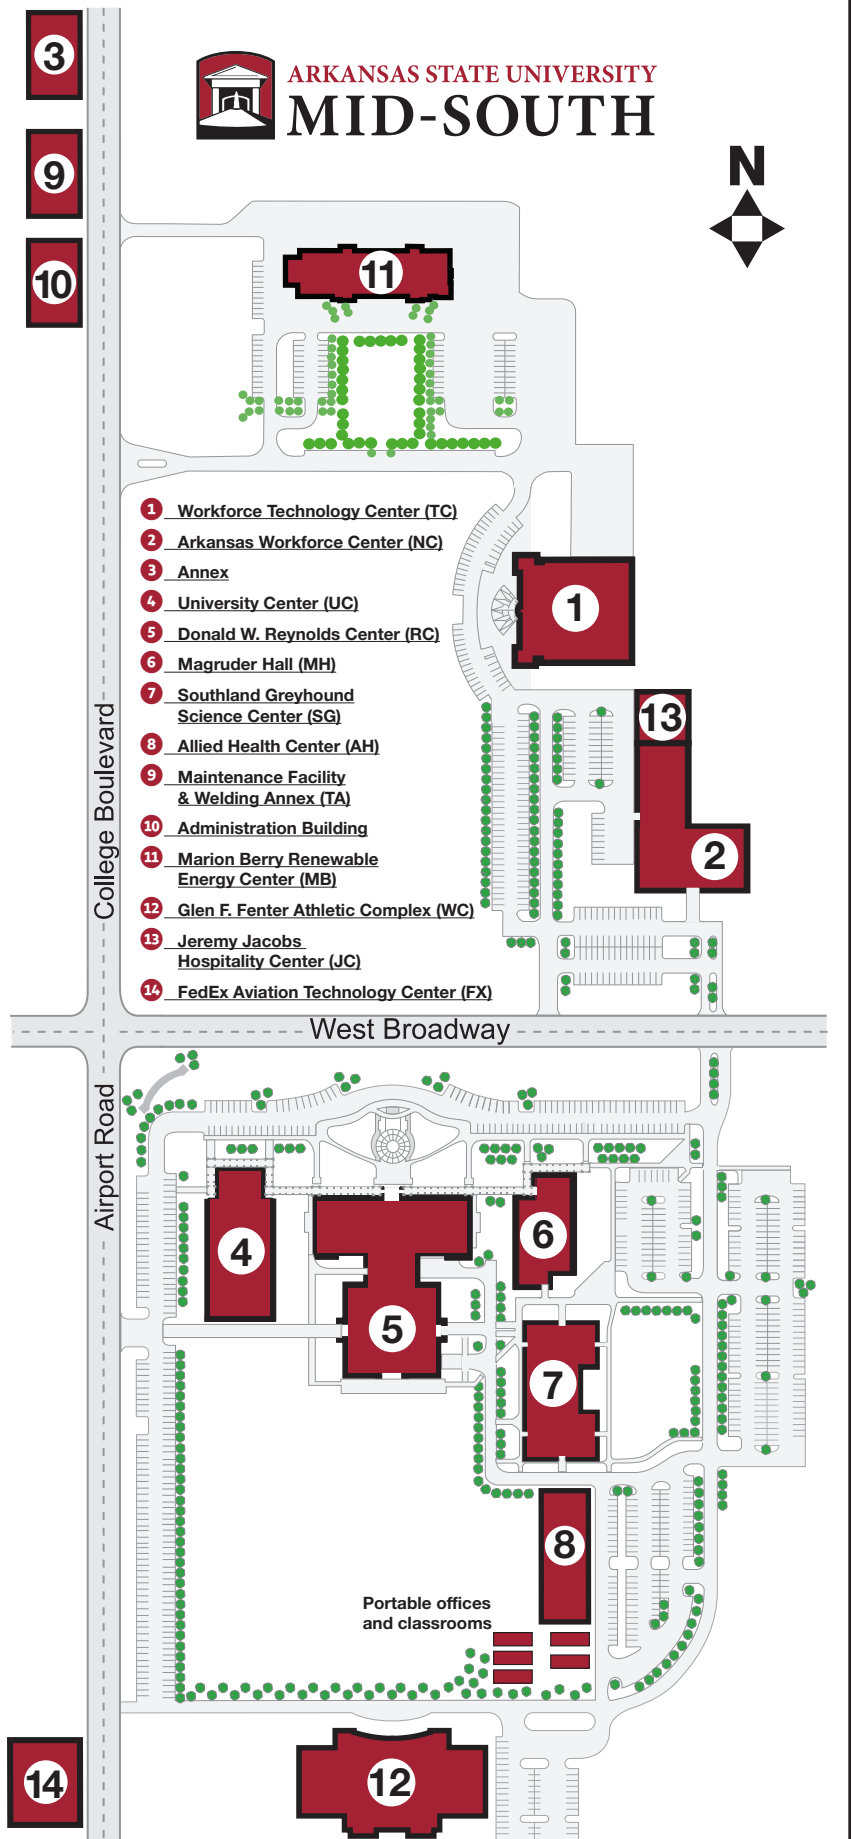 3
ARKANSAS STATE UNIVERSITY
MID-SOUTH
N
9
10
11
1 Workforce Technology Center (TC)
2 Arkansas Workforce Center (NC)
3 Annex
4 University Center (UC)
5 Donald W. Reynolds Center (RC)
6 Magruder Hall (MH)
7 Southland Greyhound
Science Center (SG)
8 Allied Health Center (AH)
9 Maintenance Facility
& Welding Annex (TA)
10 Administration Building
11 Marion Berry Renewable
Energy Center (MB)
12 Glen F. Fenter Athletic Complex (WC)
13 Jeremy Jacobs
Hospitality Center (JC)
14 FedEx Aviation Technology Center (FX)
1
13
2
College Boulevard
West Broadway
Airport Road
4
6
5
7
8
Portable offices
and classrooms
14
12